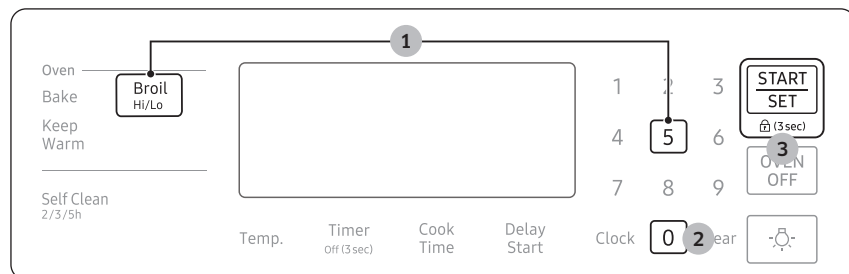 1
Oven
Bake
Broil
Hi/Lo
Keep
Warm
Self Clean
2/3/5h
1 2 3
4 5 6
7 8 9
Clock 0 2
START
SET
(3 sec)
3
OVEN
OFF
Temp.
Timer
Off (3 sec)
Cook
Time
Delay
Start